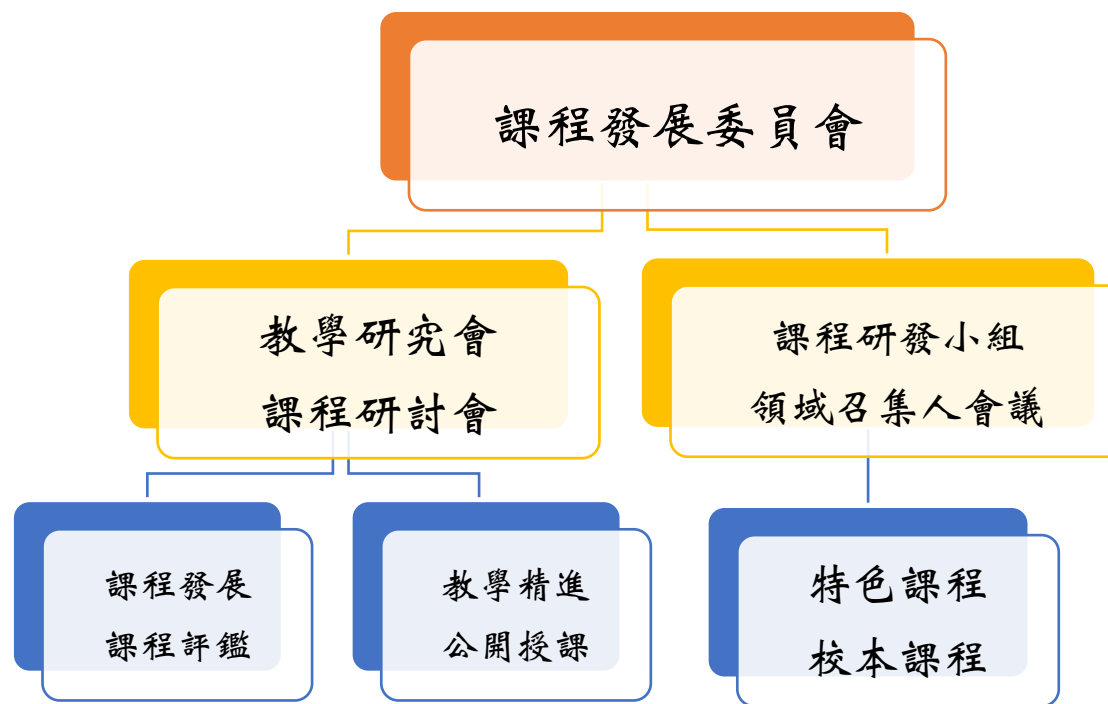 課程發展委員會
教學研究會
課程研討會
課程研發小組
領域召集人會議
課程發展
課程評鑑
教學精進
公開授課
特色課程
校本課程